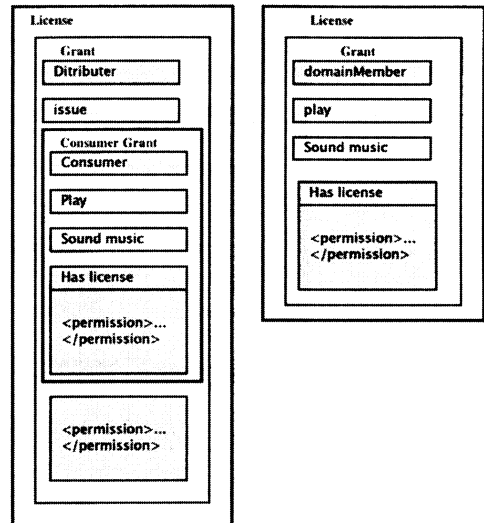 License
Grant
Ditributer
issue
Consumer Grant
Consumer
Play
Sound music
Has license
<permission>...
</permission>
<permission>...
</permission>
License
Grant
domainMember
play
Sound music
Has license
<permission>...
</permission>